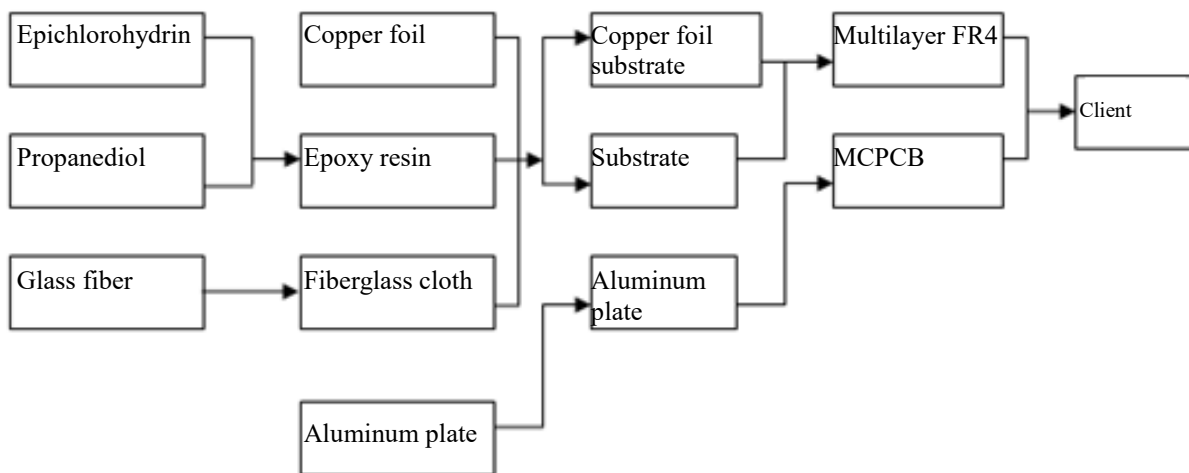 Epichlorohydrin
Copper foil
Copper foil
substrate
Multilayer FR4
Client
Propanediol
Epoxy resin
Substrate
MCPCB
Glass fiber
Fiberglass cloth
Aluminum
plate
Aluminum plate